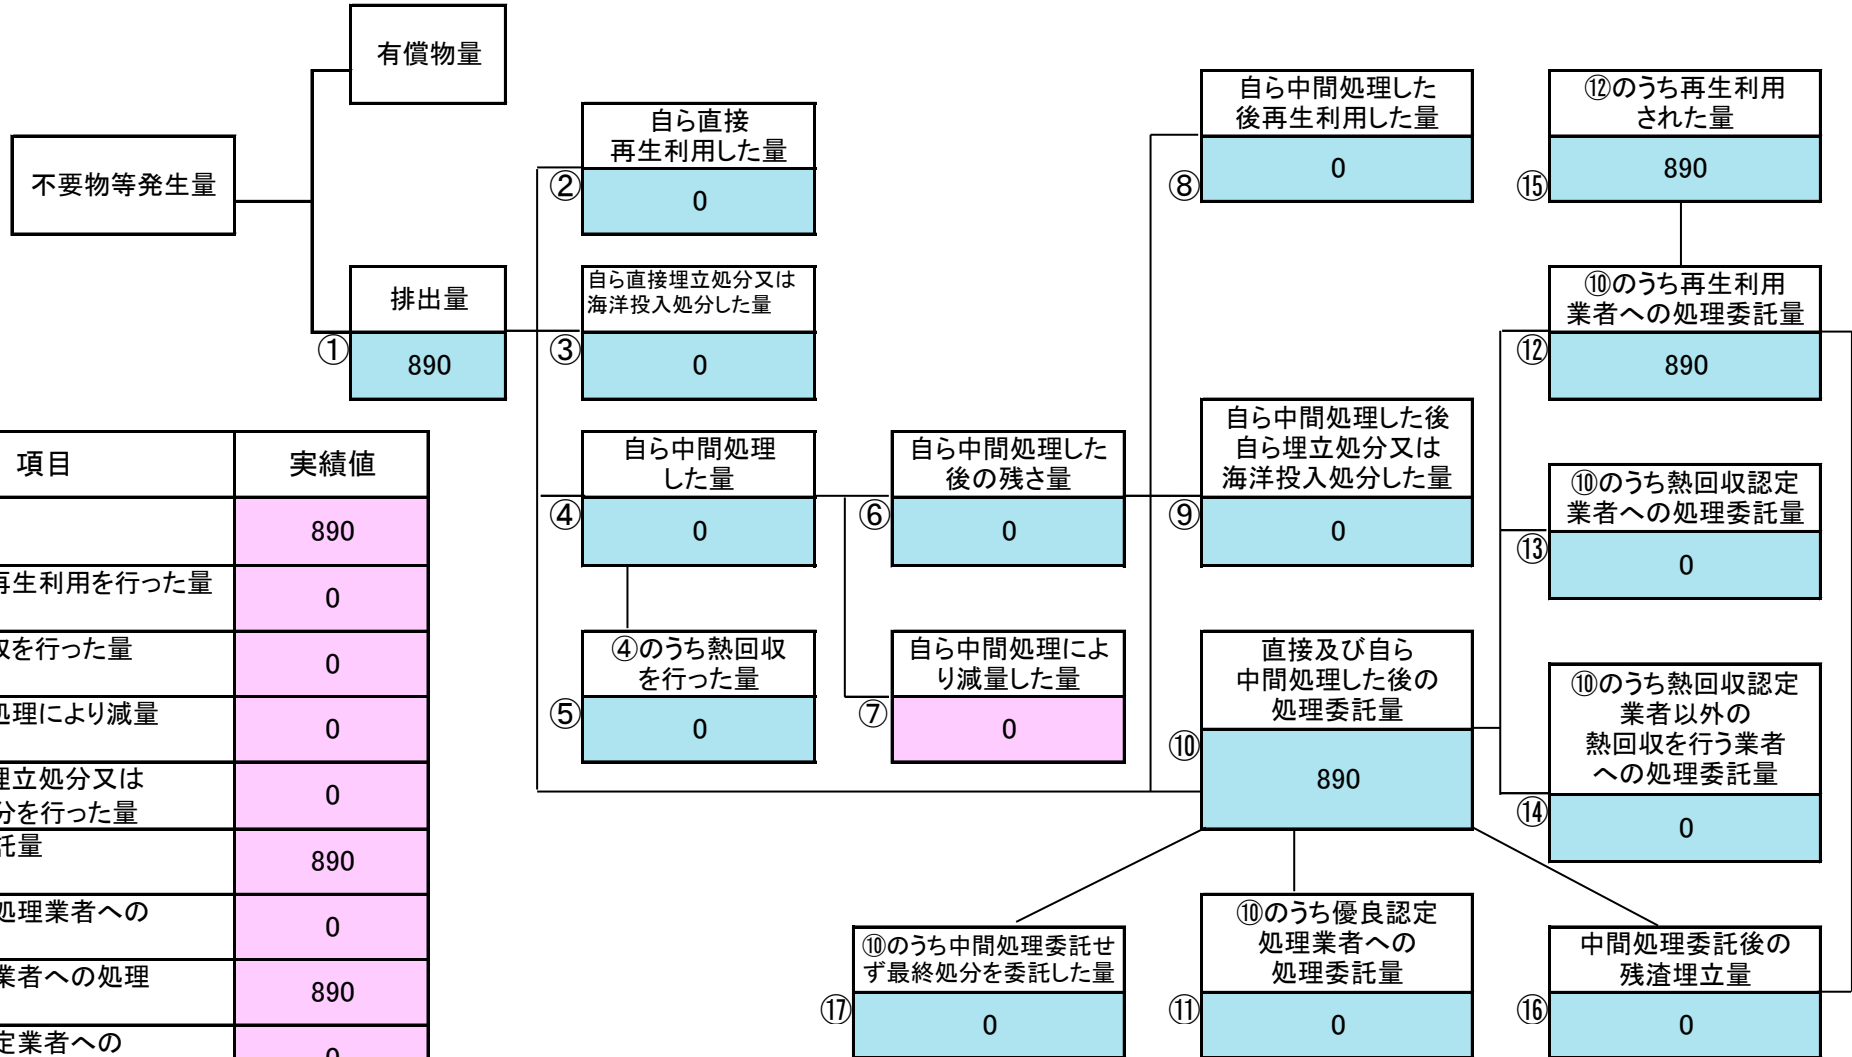 有償物量
不要物等発生量
排出量
①
890
自ら直接
再生利用した量
②
0
自ら直接埋立処分又は
海洋投入処分した量
③
0
自ら中間処理
した量
④
0
④のうち熱回収
を行った量
⑤
0
自ら中間処理した
後の残さ量
⑥
0
自ら中間処理によ
り減量した量
⑦
0
自ら中間処理した
後再生利用した量
⑧
0
自ら中間処理した後
自ら埋立処分又は
海洋投入処分した量
⑨
0
直接及び自ら
中間処理した後の
処理委託量
⑩
890
⑩のうち優良認定
処理業者への
処理委託量
⑪
0
⑫のうち再生利用
された量
⑮
890
⑩のうち再生利用
業者への処理委託量
⑫
890
⑩のうち熱回収認定
業者への処理委託量
⑬
0
⑩のうち熱回収認定
業者以外の
熱回収を行う業者
への処理委託量
⑭
0
中間処理委託後の
残渣埋立量
⑯
0
⑩のうち中間処理委託せ
ず最終処分を委託した量
⑰
0
項目 実績値
890
再生利用を行った量 0
を行った量 0
処理により減量 0
埋立処分又は
分を行った量 0
託量 890
処理業者への 0
業者への処理 890
定業者への 0